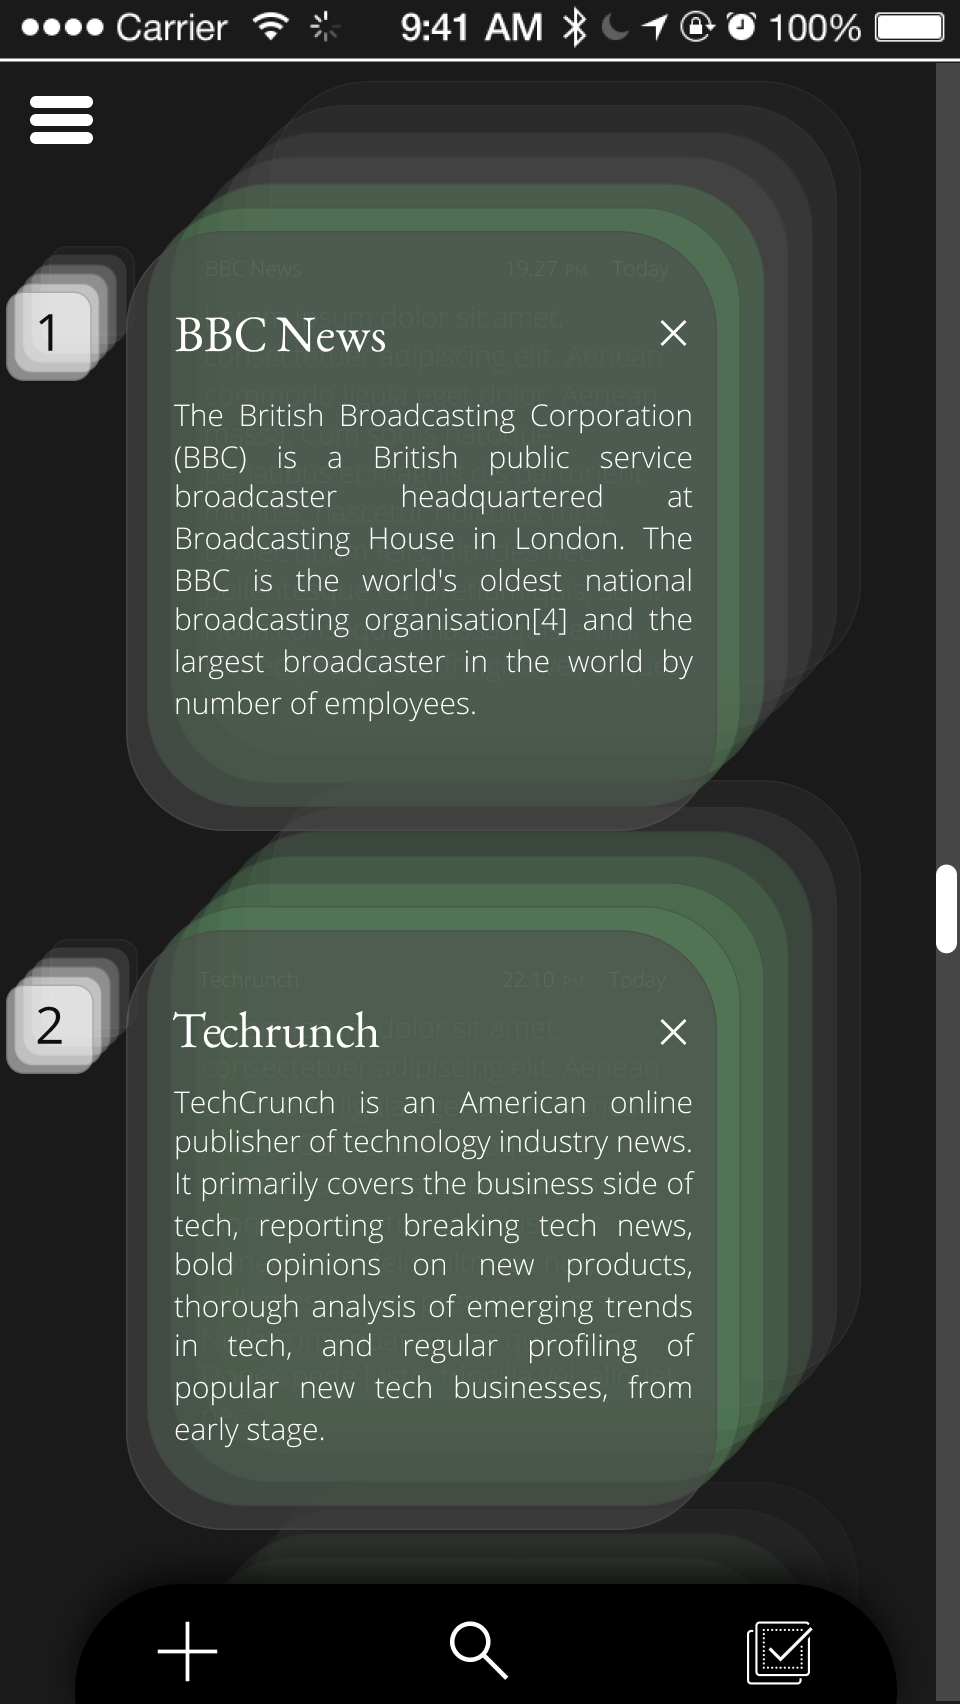 Carrier 9:41 AM 100%
BBC News 19.27 PM Today
1
BBC News
The British Broadcasting Corporation
(BBC) is a British public service
broadcaster headquartered at
Broadcasting House in London. The
BBC is the world's oldest national
broadcasting organisation[4] and the
largest broadcaster in the world by
number of employees.
Techrunch 22.10 PM Today
2
Techrunch
TechCrunch is an American online
publisher of technology industry news.
It primarily covers the business side of
tech, reporting breaking tech news,
bold opinions on new products,
thorough analysis of emerging trends
in tech, and regular profiling of
popular new tech businesses, from
early stage.